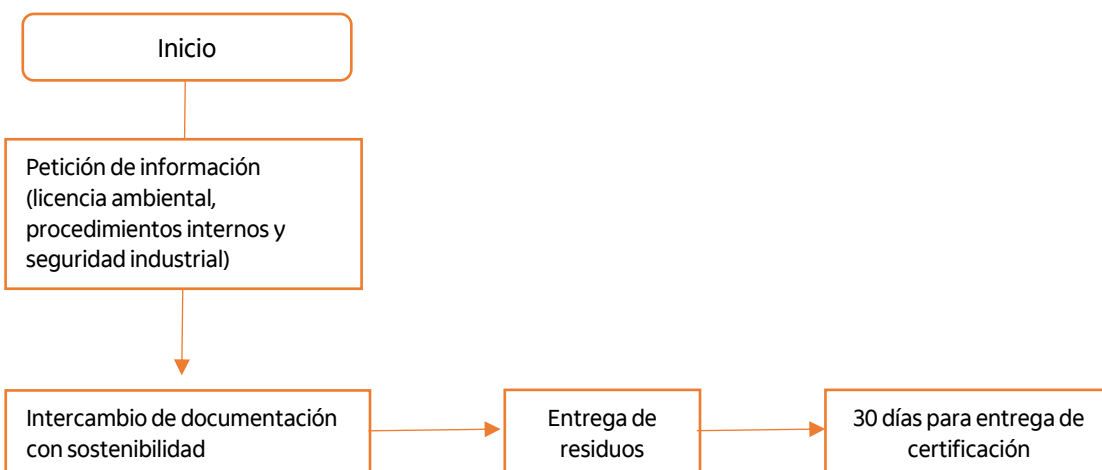 Inicio
Petición de información
(licencia ambiental,
procedimientos internos y
seguridad industrial)
Intercambio de documentación
con sostenibilidad
Entrega de
residuos
30 días para entrega de
certificación